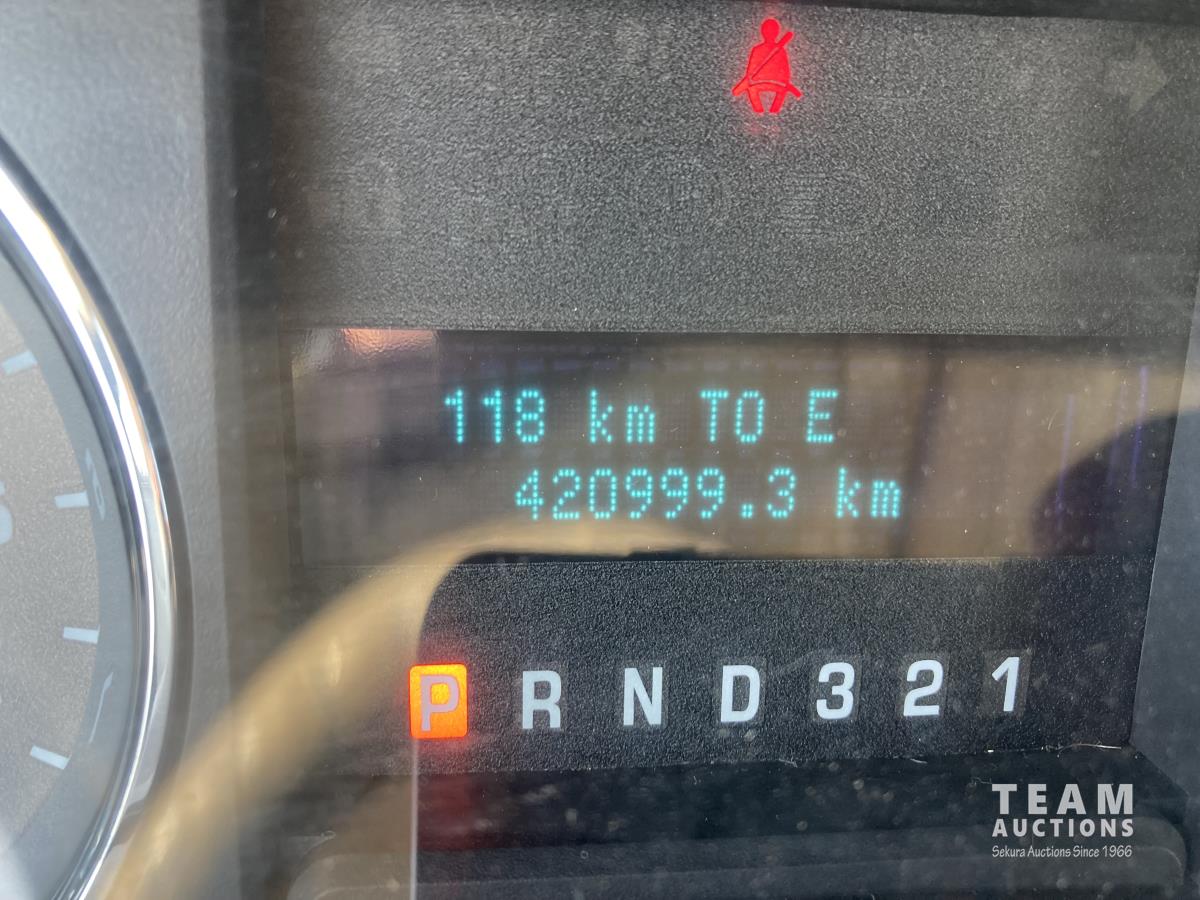 118 km TO E
420999.3 km
P R N D 3 2 1
TEAM
AUCTIONS
Sekura Auctions Since 1966